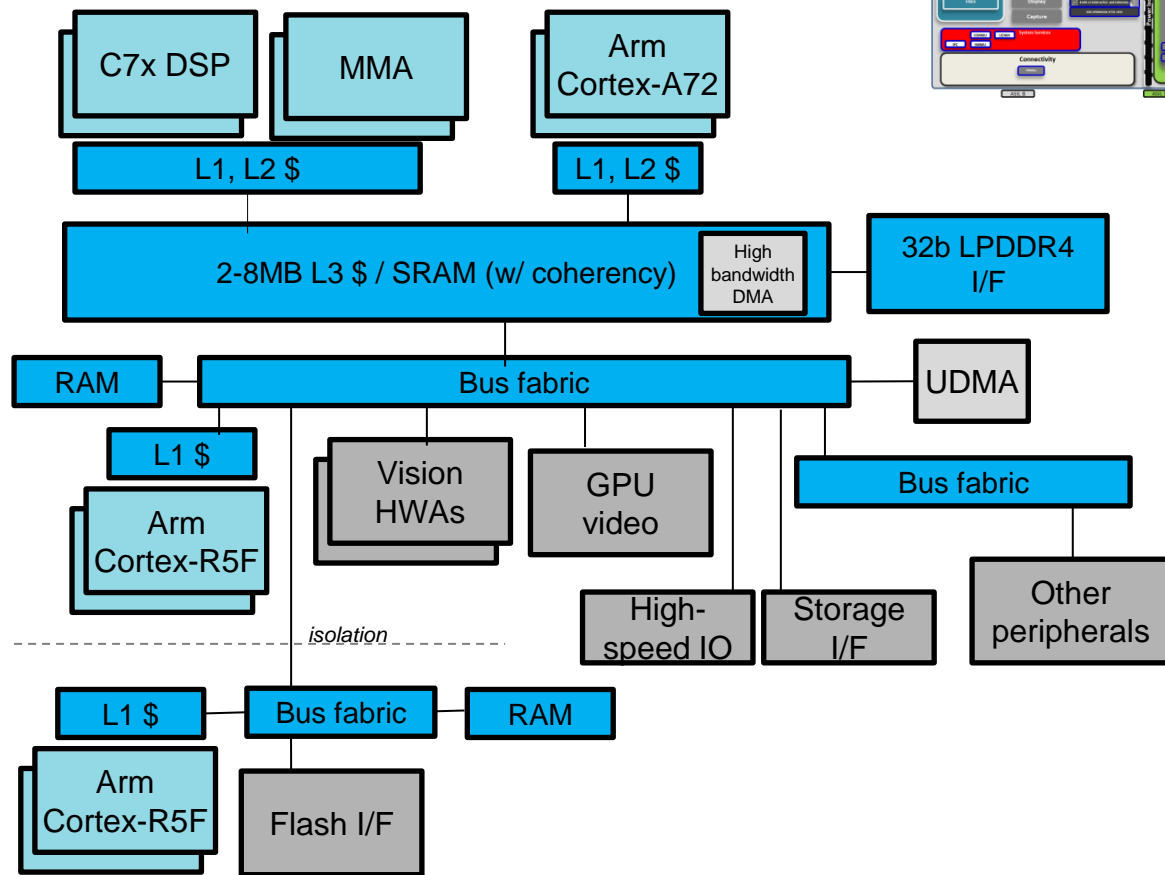 Display
Capture
System Services
Connectivity
C7x DSP
MMA
Arm
Cortex-A72
L1, L2 $
L1, L2 $
2-8MB L3 $ / SRAM (w/ coherency)
High
bandwidth
DMA
32b LPDDR4
I/F
RAM
Bus fabric
UDMA
L1 $
Vision
HWAs
GPU
video
Bus fabric
Arm
Cortex-R5F
High-
speed IO
Storage
I/F
Other
peripherals
isolation
L1 $
Bus fabric
RAM
Arm
Cortex-R5F
Flash I/F